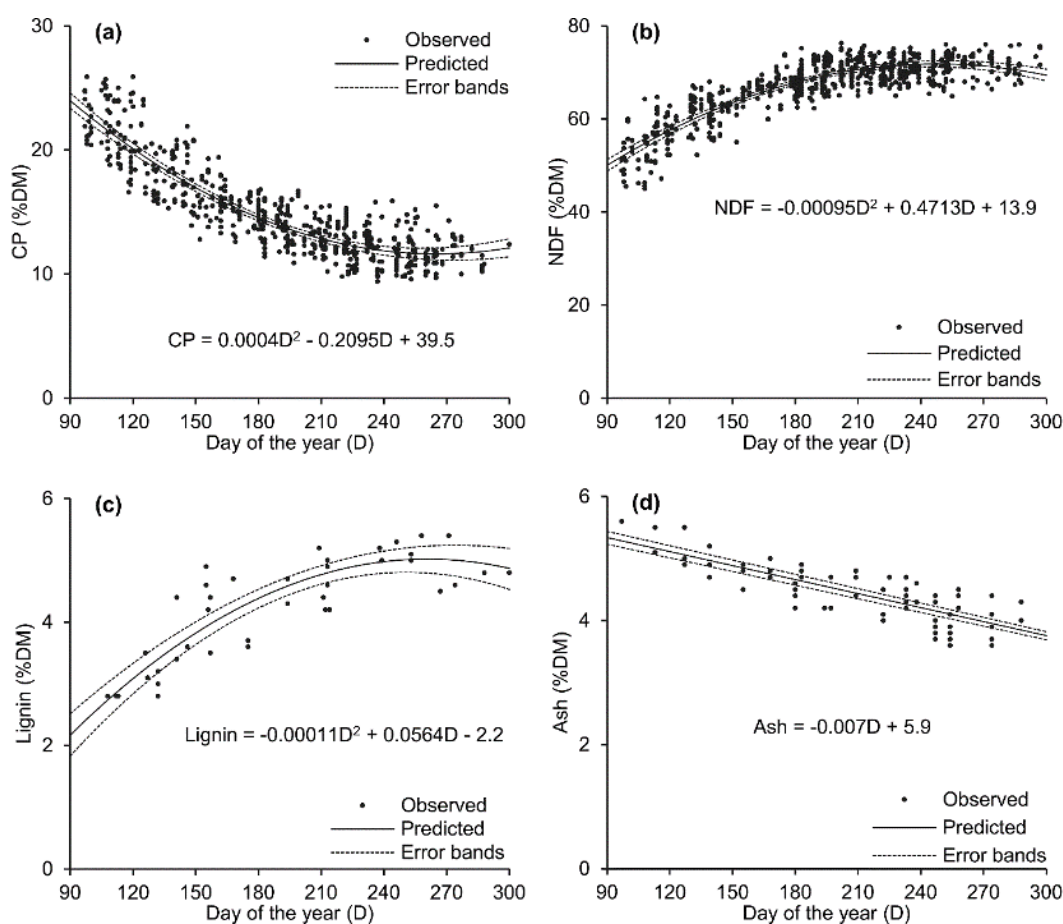 (a)
Observed
Predicted
Error bands
30
20
10
0
CP (%DM)
CP = 0.0004D² - 0.2095D + 39.5
90 120 150 180 210 240 270 300
Day of the year (D)
(b)
80
60
40
20
0
NDF (%DM)
NDF = -0.00095D² + 0.4713D + 13.9
Observed
Predicted
Error bands
90 120 150 180 210 240 270 300
Day of the year (D)
(c)
6
4
2
0
Lignin (%DM)
Lignin = -0.00011D² + 0.0564D - 2.2
Observed
Predicted
Error bands
90 120 150 180 210 240 270 300
Day of the year (D)
(d)
6
4
2
0
Ash (%DM)
Ash = -0.007D + 5.9
Observed
Predicted
Error bands
90 120 150 180 210 240 270 300
Day of the year (D)